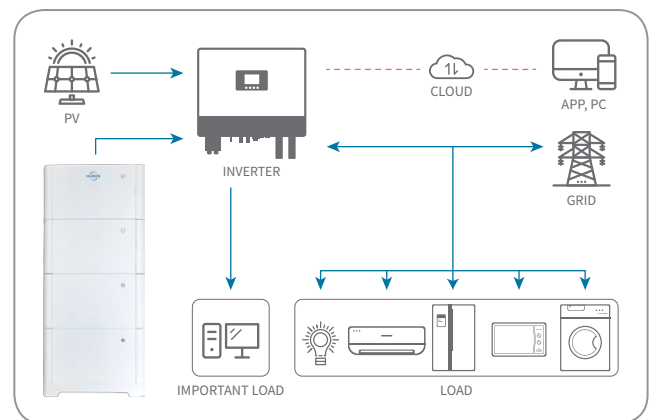 PV
CLOUD
APP, PC
INVERTER
GRID
IMPORTANT LOAD
LOAD